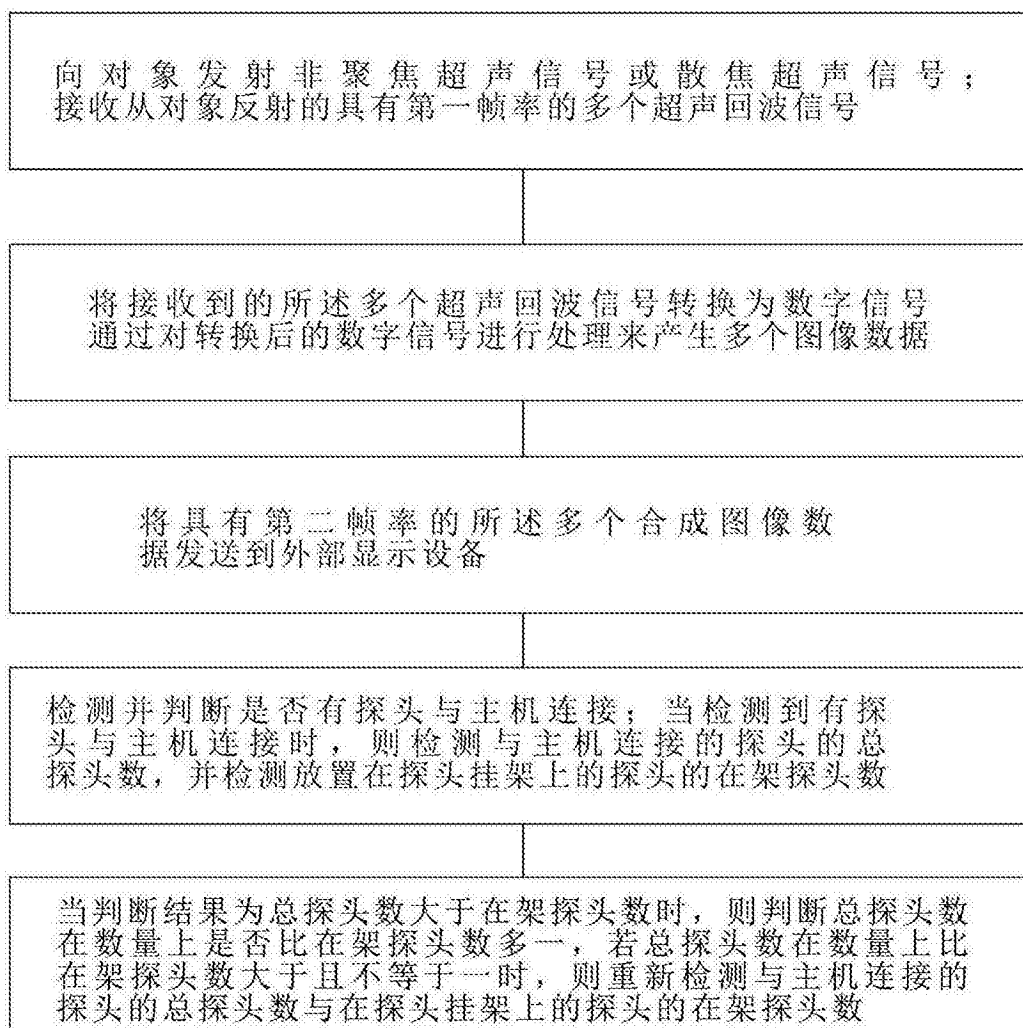 向对象发射非聚焦超声信号或散焦超声信号；
接收从对象反射的具有第一帧率的多个超声回波信号
将接收到的所述多个超声回波信号转换为数字信号
通过对转换后的数字信号进行处理来产生多个图像数据
将具有第二帧率的所述多个合成图像数
据发送到外部显示设备
检测并判断是否有探头与主机连接；当检测到有探
头与主机连接时，则检测与主机连接的探头的总
探头数，并检测放置在探头挂架上的探头的在架探头数
当判断结果为总探头数大于在架探头数时，则判断总探头数
在数量上是否比在架探头数多一，若总探头数在数量上比
在架探头数大于且不等于一时，则重新检测与主机连接的
探头的总探头数与在探头挂架上的探头的在架探头数